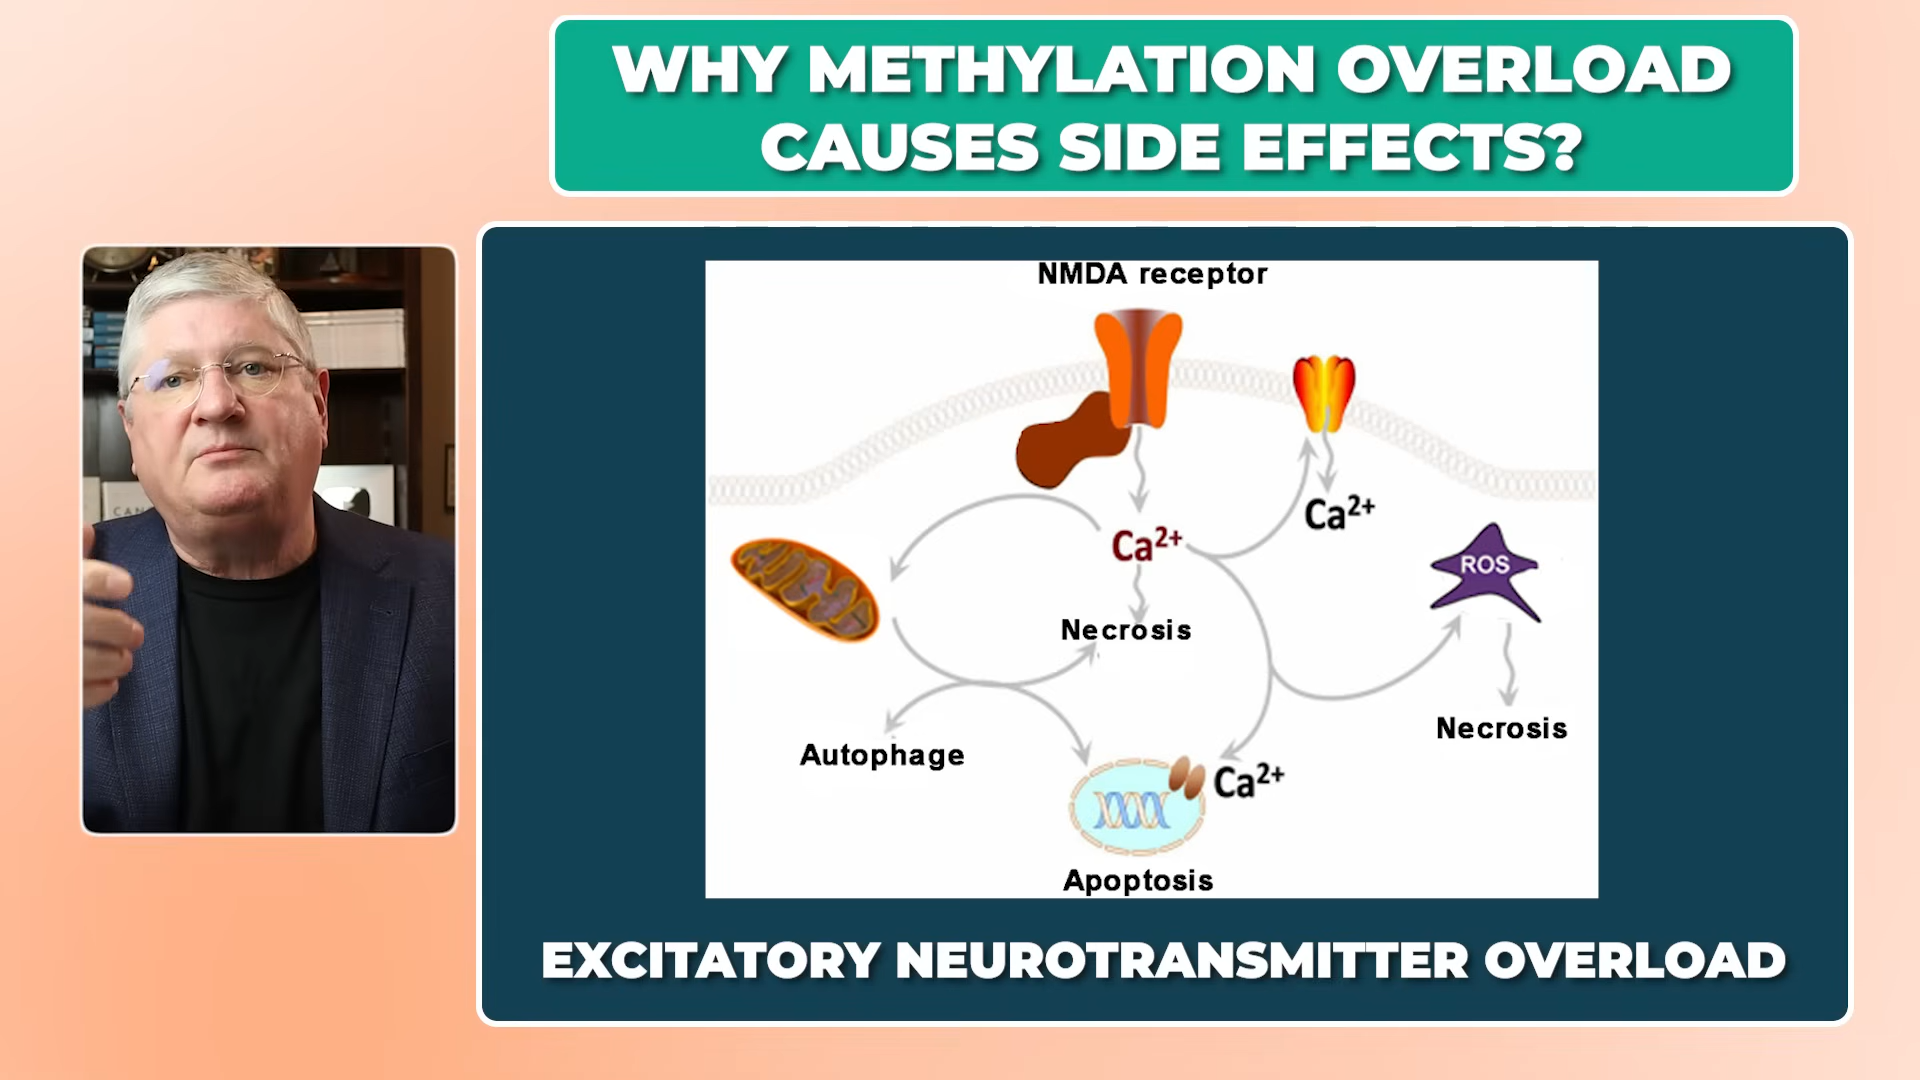 WHY METHYLATION OVERLOAD
CAUSES SIDE EFFECTS?
NMDA receptor
Ca2+
Ca2+
ROS
Necrosis
Necrosis
Autophage
Ca2+
Apoptosis
EXCITATORY NEUROTRANSMITTER OVERLOAD
CAN